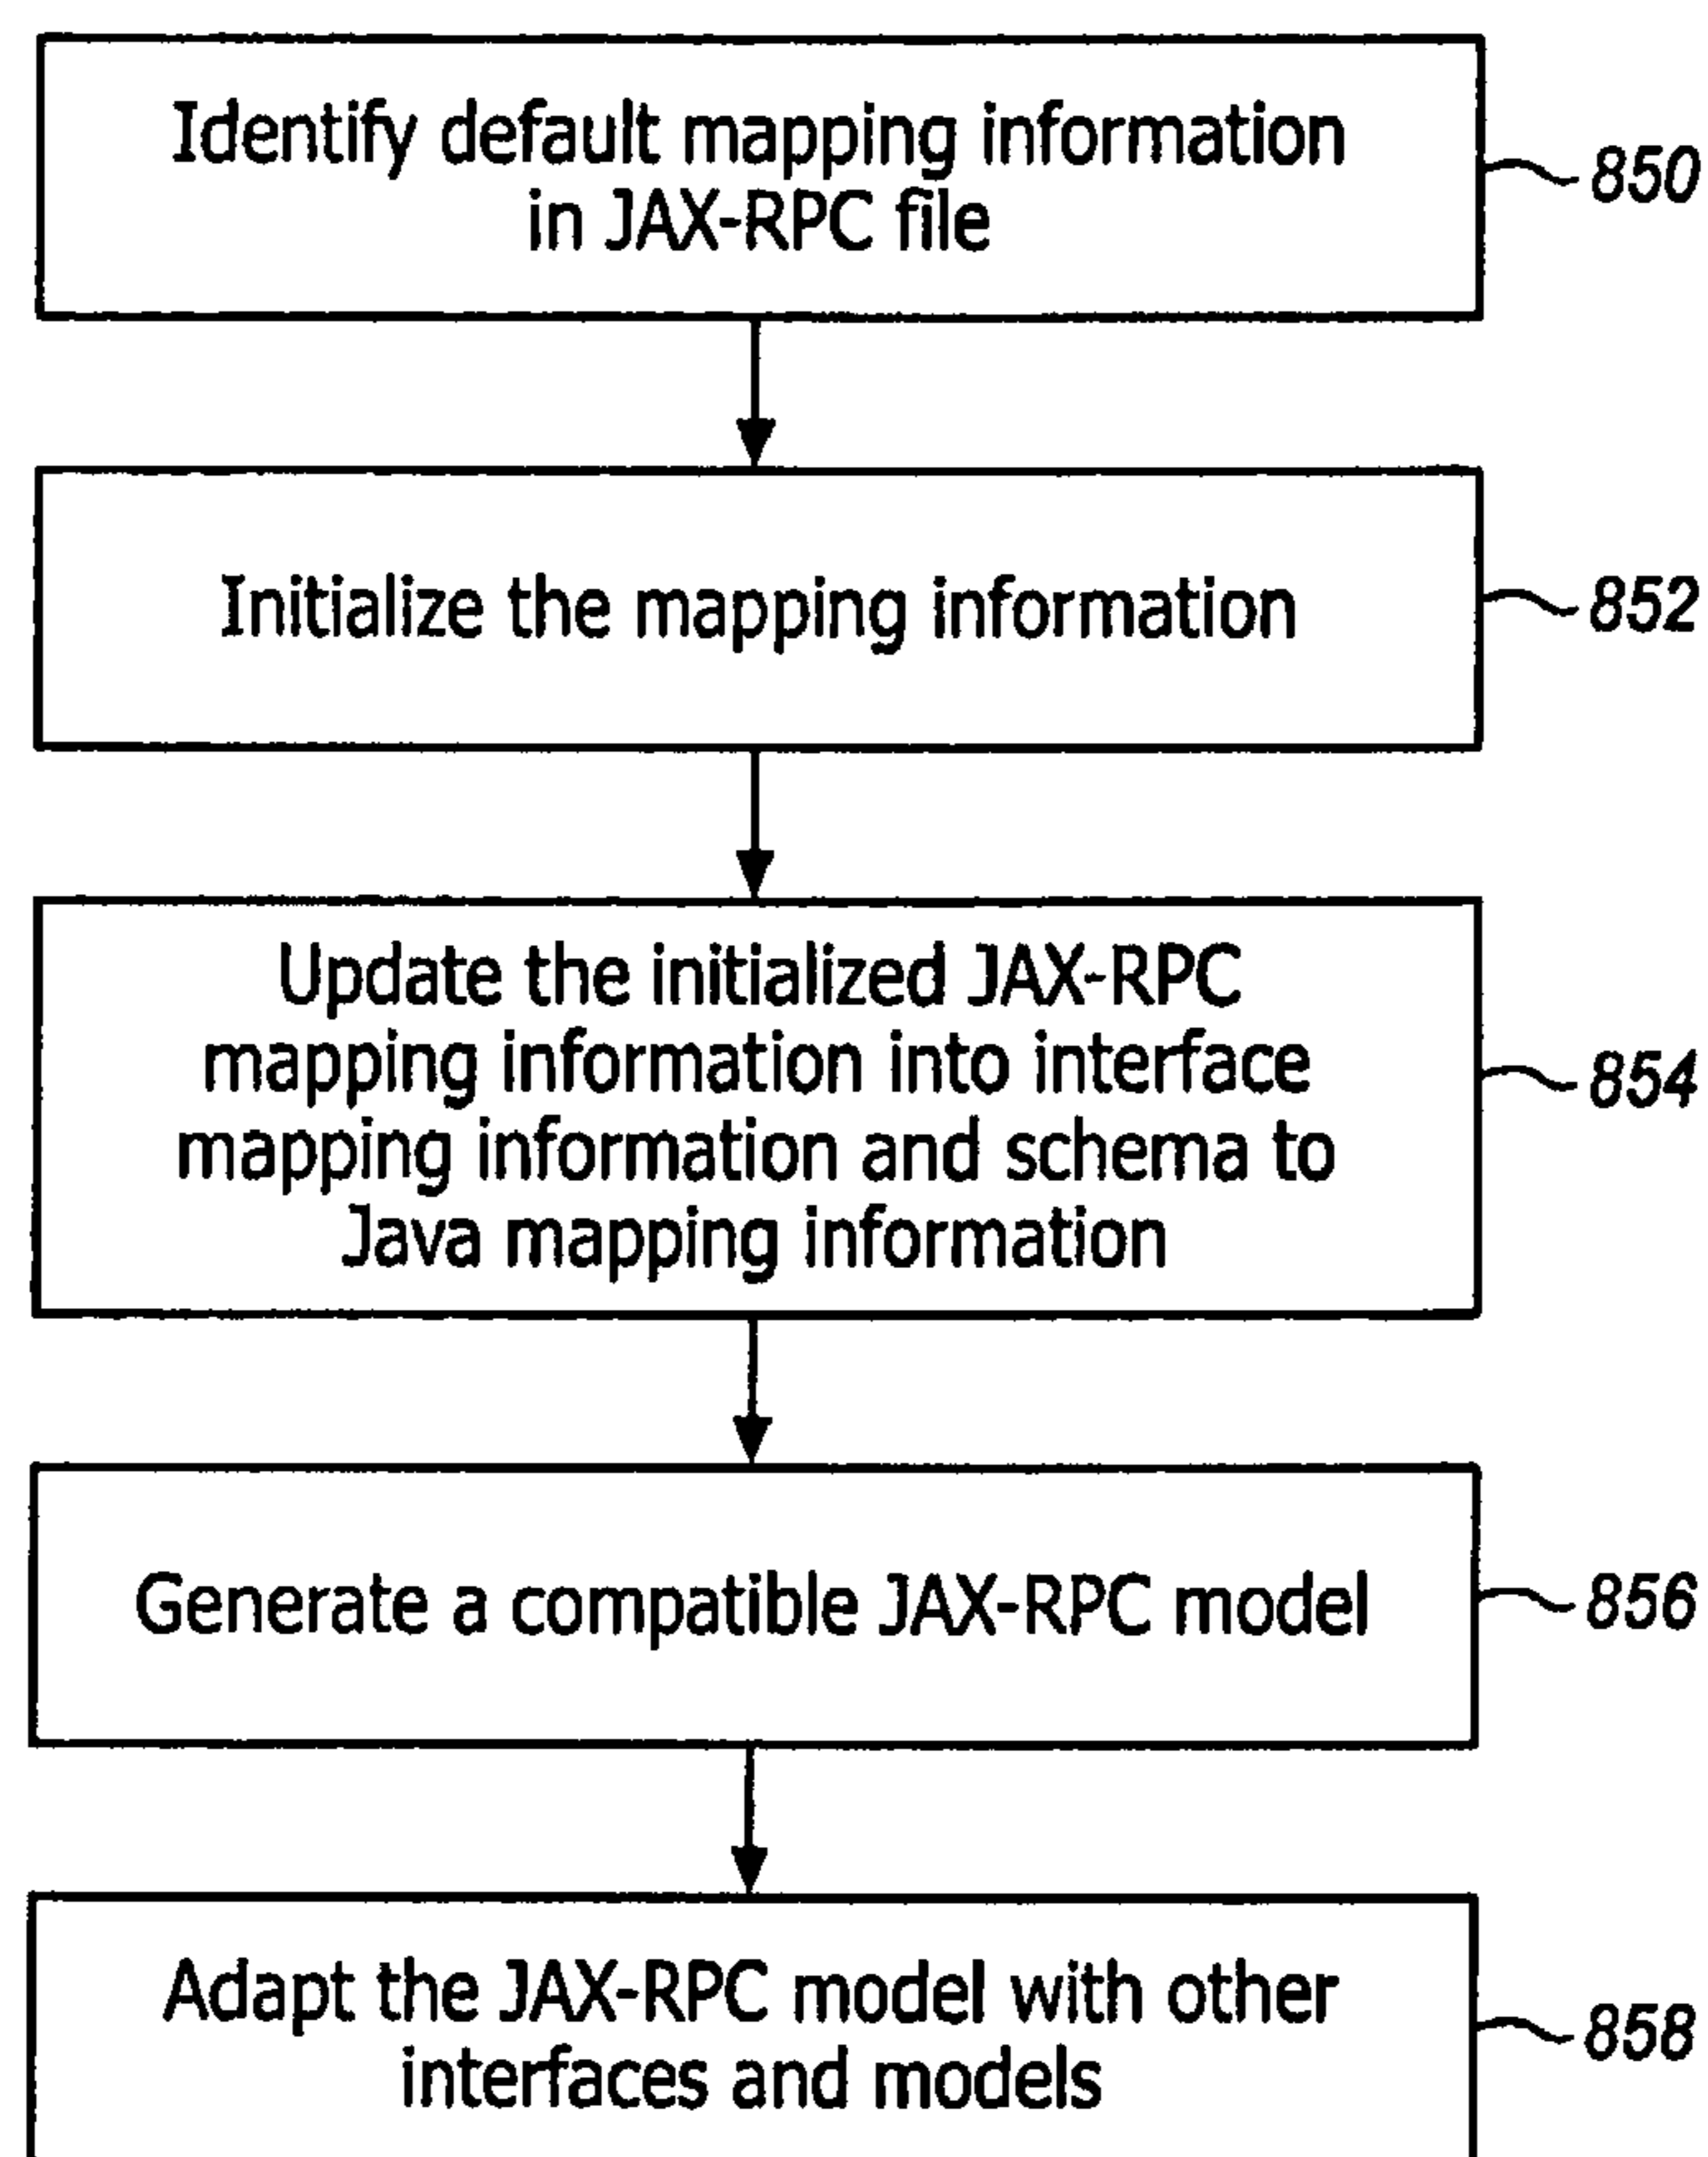 Identify default mapping information
in JAX-RPC file
850
Initialize the mapping information
852
Update the initialized JAX-RPC
mapping information into interface
mapping information and schema to
Java mapping information
854
Generate a compatible JAX-RPC model
856
Adapt the JAX-RPC model with other
interfaces and models
858